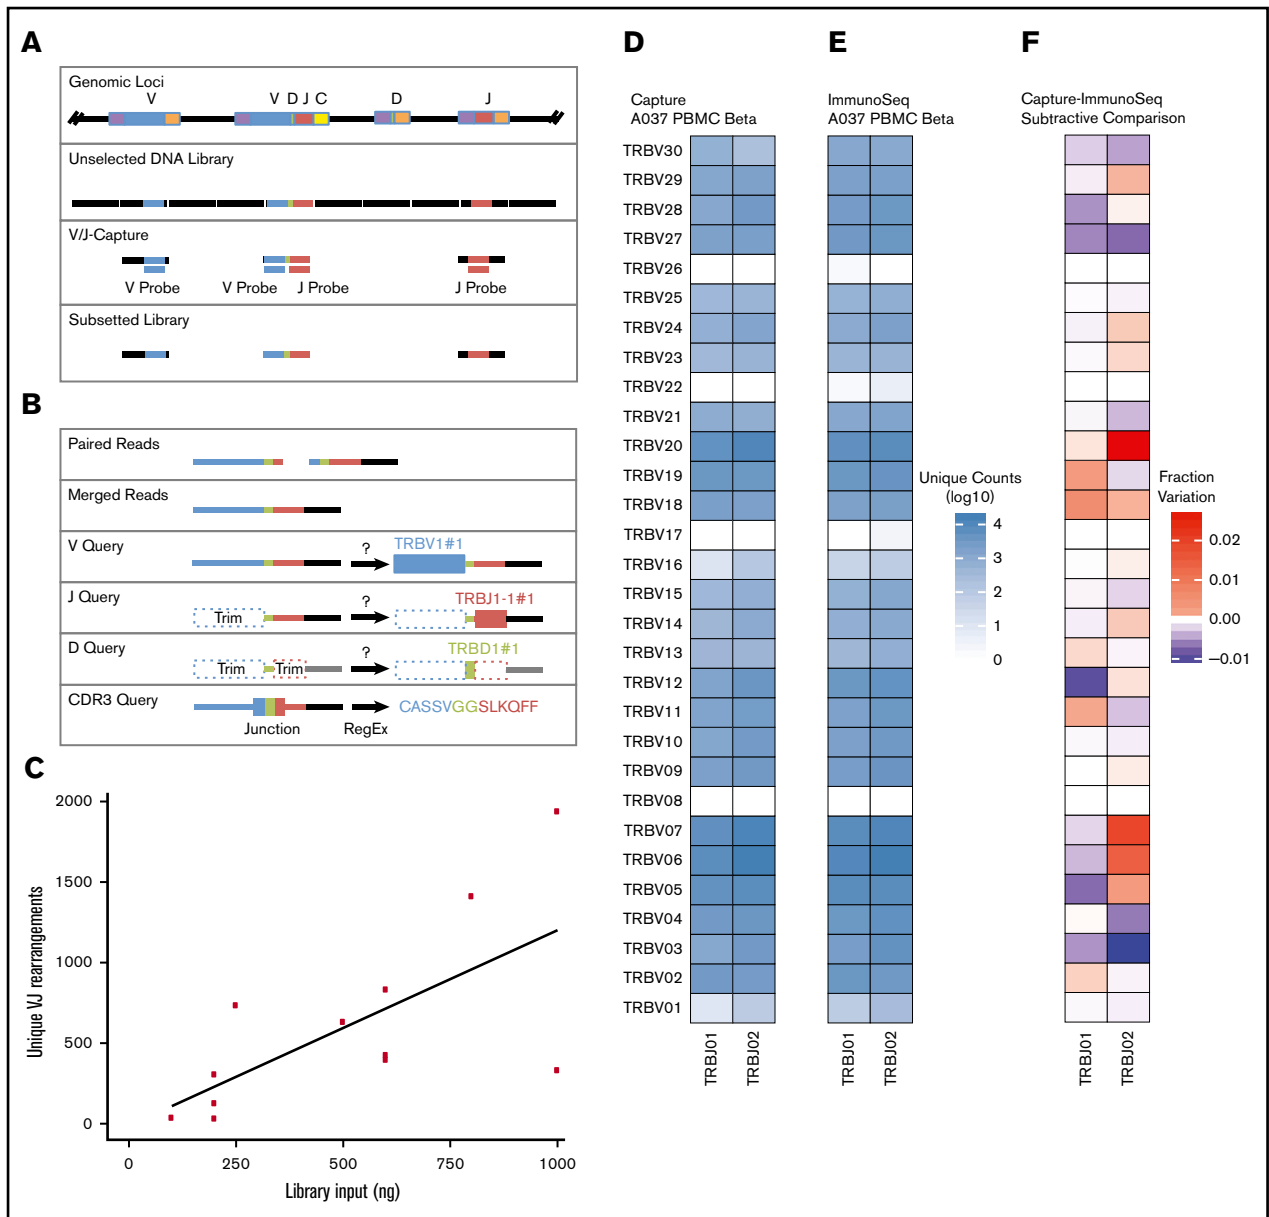 A
Genomic Loci
V
V D J C
D
J
Unselected DNA Library
V/J-Capture
V Probe
V Probe
J Probe
J Probe
Subsetted Library
B
Paired Reads
Merged Reads
V Query
?
TRBV1#1
J Query
Trim
?
TRBJ1-1#1
D Query
Trim
Trim
?
TRBD1#1
CDR3 Query
CASSVGGSLKQFF
Junction
RegEx
C
Unique VJ rearrangements
2000
1500
1000
500
0
0
250
500
750
1000
Library input (ng)
D
Capture
A037 PBMC Beta
E
ImmunoSeq
A037 PBMC Beta
F
Capture-ImmunoSeq
Subtractive Comparison
TRBV30
TRBV29
TRBV28
TRBV27
TRBV26
TRBV25
TRBV24
TRBV23
TRBV22
TRBV21
TRBV20
TRBV19
TRBV18
TRBV17
TRBV16
TRBV15
TRBV14
TRBV13
TRBV12
TRBV11
TRBV10
TRBV09
TRBV08
TRBV07
TRBV06
TRBV05
TRBV04
TRBV03
TRBV02
TRBV01
TRBJ01
TRBJ02
TRBJ01
TRBJ02
TRBJ01
TRBJ02
Unique Counts
(log10)
4
3
2
1
0
Fraction
Variation
0.02
0.01
0.00
−0.01